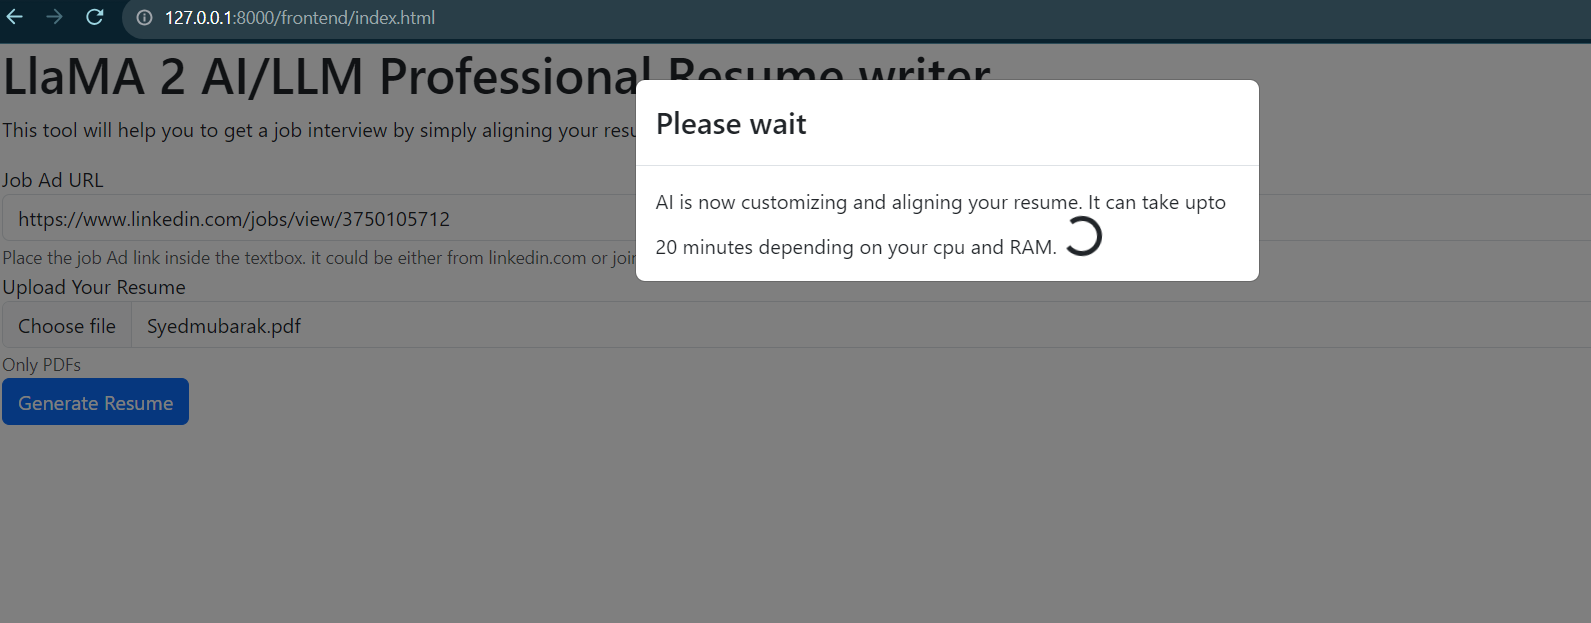 127.0.0.1:8000/frontend/index.html
LlaMA 2 AI/LLM Professional Resume writer
This tool will help you to get a job interview by simply aligning your
Please wait
Job Ad URL
AI is now customizing and aligning your resume. It can take upto
https://www.linkedin.com/jobs/view/3750105712
20 minutes depending on your cpu and RAM.
Place the job Ad link inside the textbox. it could be either from linkedin.com or
Upload Your Resume
Choose file Syedmubarak.pdf
Only PDFs
Generate Resume